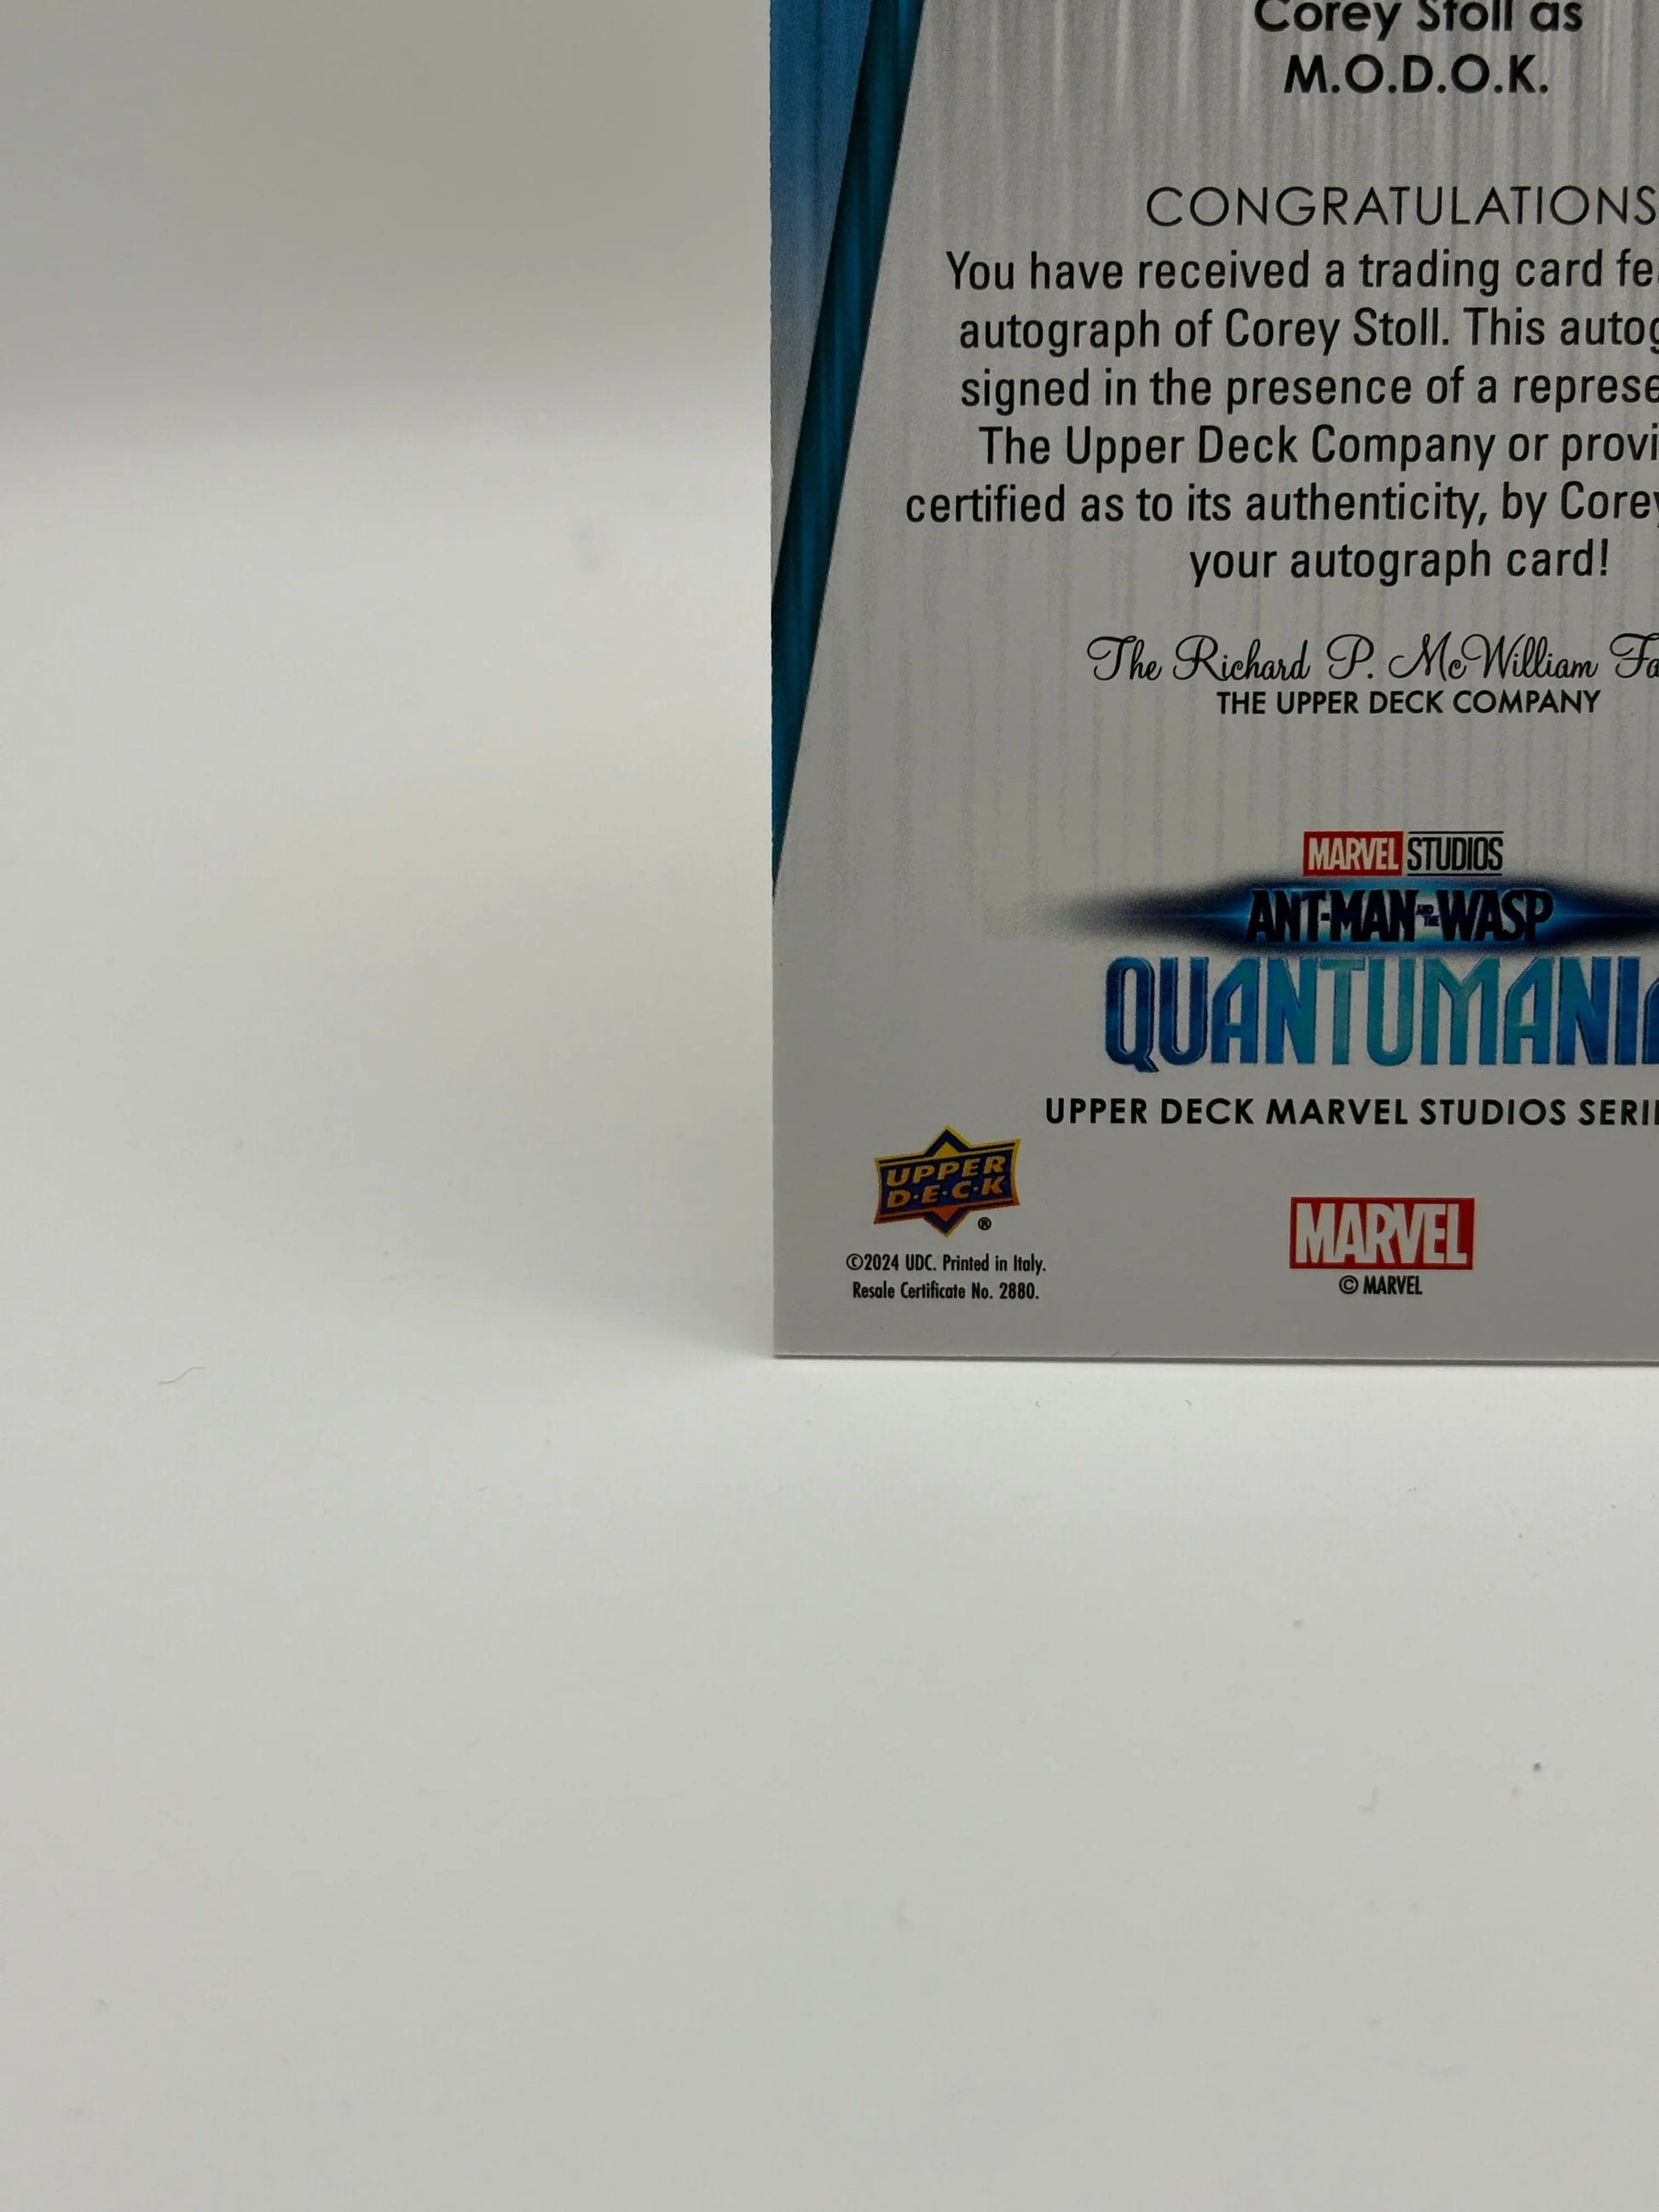 Corey Stoll as
M.O.D.O.K.
CONGRATULATIONS
You have received a trading card fe
autograph of Corey Stoll. This autog
signed in the presence of a represe
The Upper Deck Company or provi
certified as to its authenticity, by Corey
your autograph card!
The Richard P. McWilliam Fa
THE UPPER DECK COMPANY
MARVEL STUDIOS
ANT-MAN AND THE WASP
QUANTUMANIA
UPPER DECK MARVEL STUDIOS SERI
UPPER D·E·C·K ®
©2024 UDC. Printed in Italy.
Resale Certificate No. 2880.
MARVEL
© MARVEL